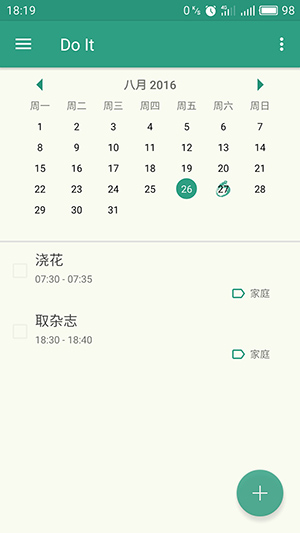 18:19 0 % 4G 98
Do It
八月 2016
周一 周二 周三 周四 周五 周六 周日
1 2 3 4 5 6 7
8 9 10 11 12 13 14
15 16 17 18 19 20 21
22 23 24 25 26 27 28
29 30 31
浇花
07:30 - 07:35
家庭
取杂志
18:30 - 18:40
家庭